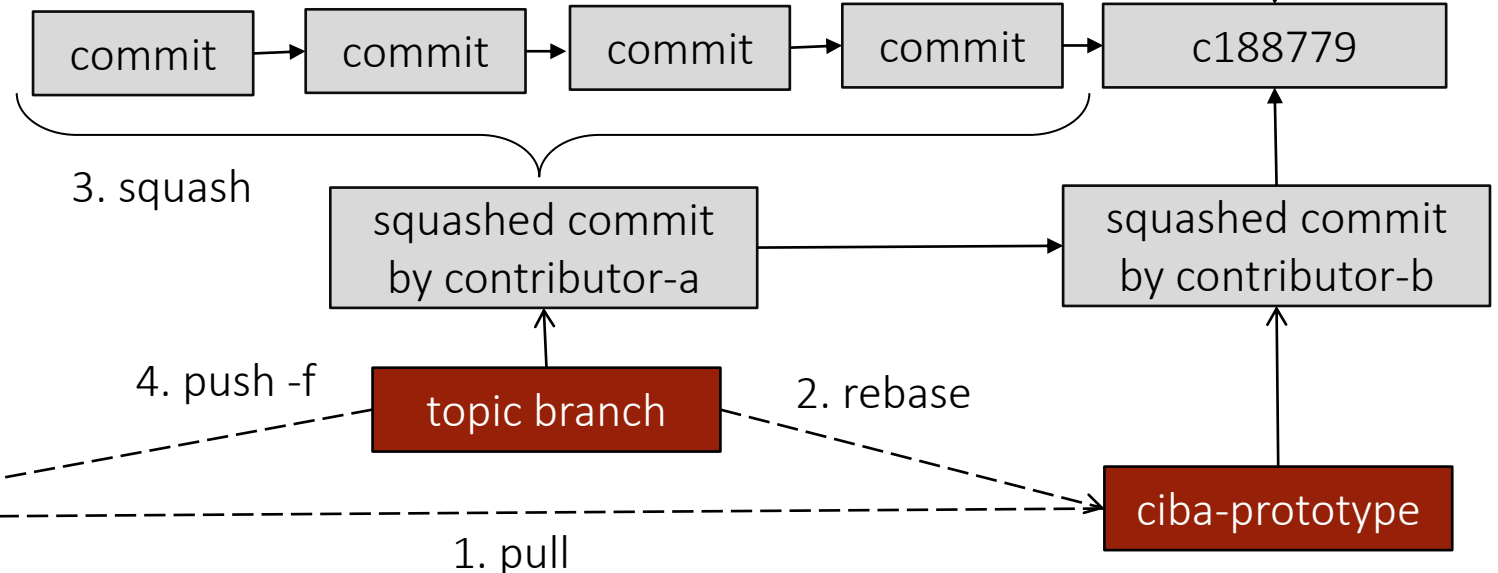 commit
commit
commit
commit
c188779
3. squash
squashed commit
by contributor-a
squashed commit
by contributor-b
4. push -f
topic branch
2. rebase
ciba-prototype
1. pull